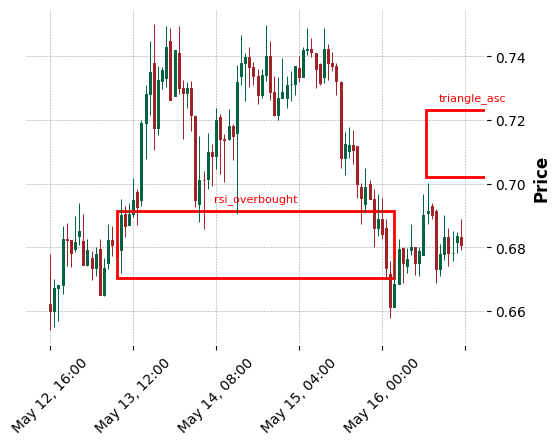 triangle_asc
rsi_overbought
0.74
0.72
0.70
0.68
0.66
Price
May 12, 16:00
May 13, 12:00
May 14, 08:00
May 15, 04:00
May 16, 00:00